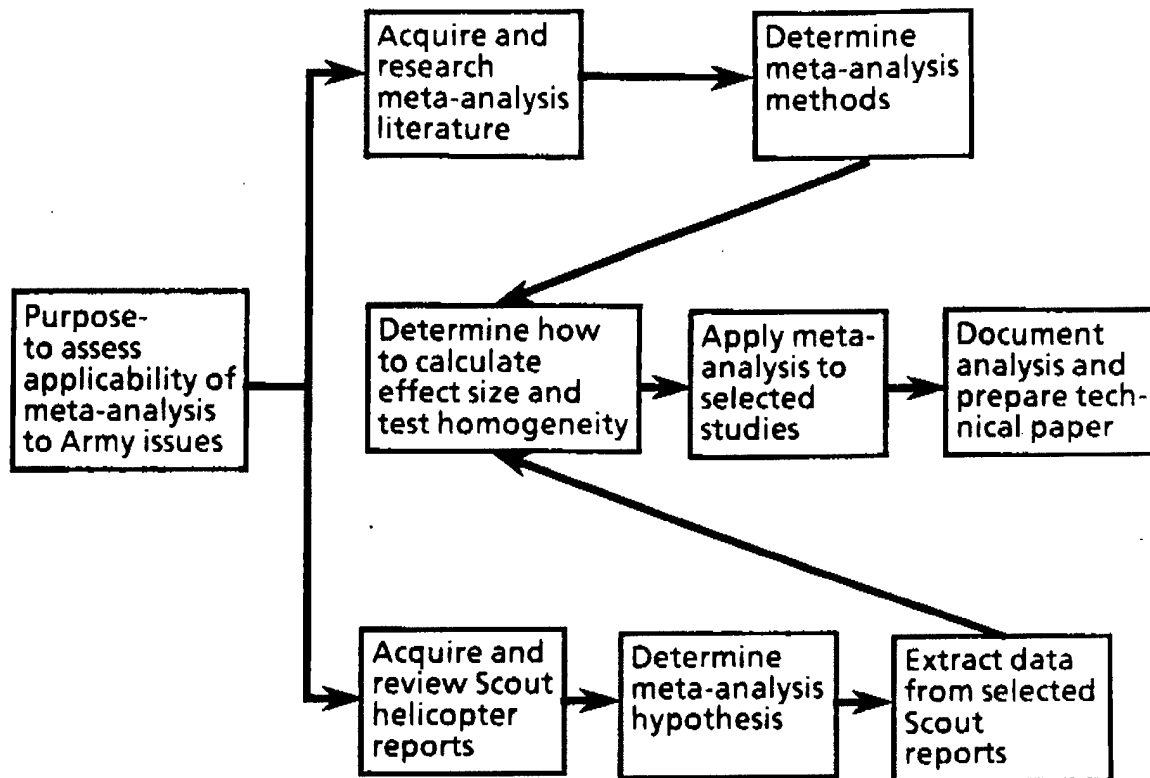 Acquire and
research
meta-analysis
literature
Determine
meta-analysis
methods
Purpose-
to assess
applicability of
meta-analysis
to Army issues
Determine how
to calculate
effect size and
test homogeneity
Apply meta-
analysis to
selected
studies
Document
analysis and
prepare tech-
nical paper
Acquire and
review Scout
helicopter
reports
Determine
meta-analysis
hypothesis
Extract data
from selected
Scout
reports